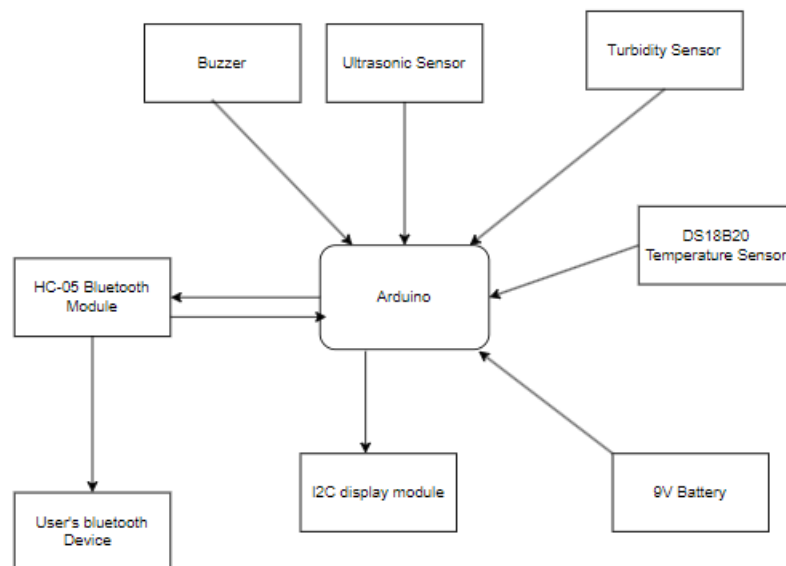 Buzzer
Ultrasonic Sensor
Turbidity Sensor
DS18B20
Temperature Sensor
HC-05 Bluetooth
Module
Arduino
I2C display module
9V Battery
User's bluetooth
Device